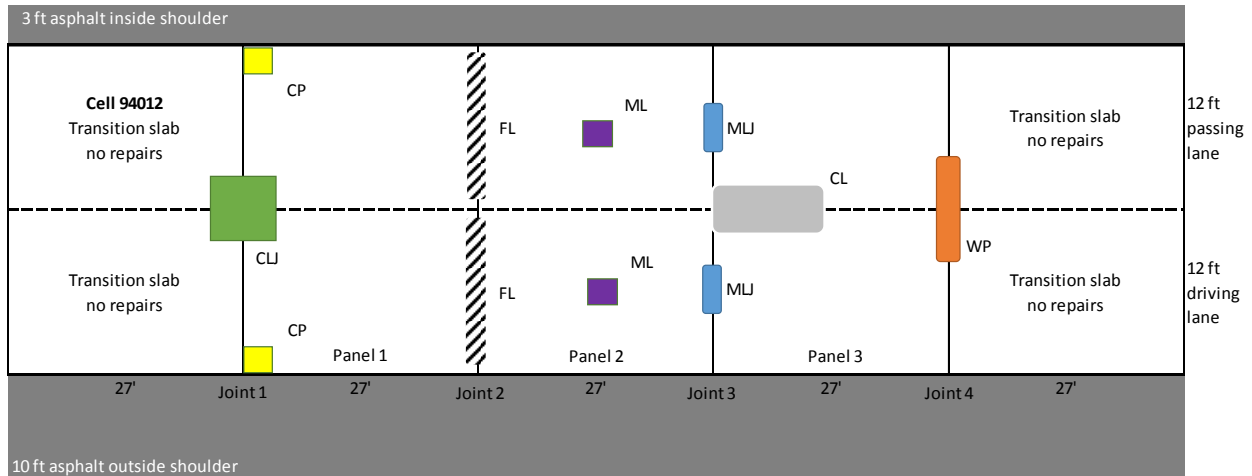 3 ft asphalt inside shoulder
Cell 94012
Transition slab
no repairs
CP
FL
ML
MLJ
CL
Transition slab
no repairs
12 ft
passing
lane
CLJ
WP
Transition slab
no repairs
CP
FL
ML
MLJ
Transition slab
no repairs
12 ft
driving
lane
Panel 1
Panel 2
Panel 3
27'
Joint 1
27'
Joint 2
27'
Joint 3
27'
Joint 4
27'
10 ft asphalt outside shoulder